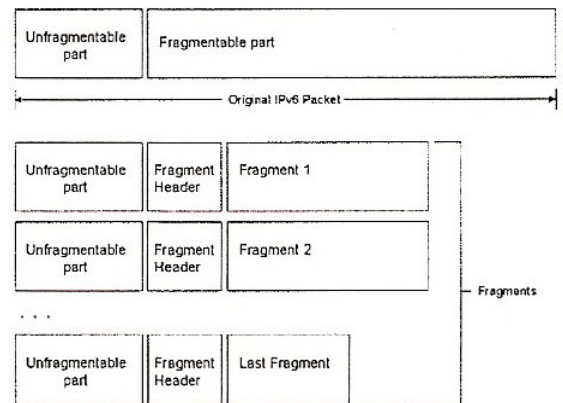 Unfragmentable
part
Fragmentable part
Original IPv6 Packet
Unfragmentable
part
Fragment
Header
Fragment 1
Unfragmentable
part
Fragment
Header
Fragment 2
Fragments
. . .
Unfragmentable
part
Fragment
Header
Last Fragment